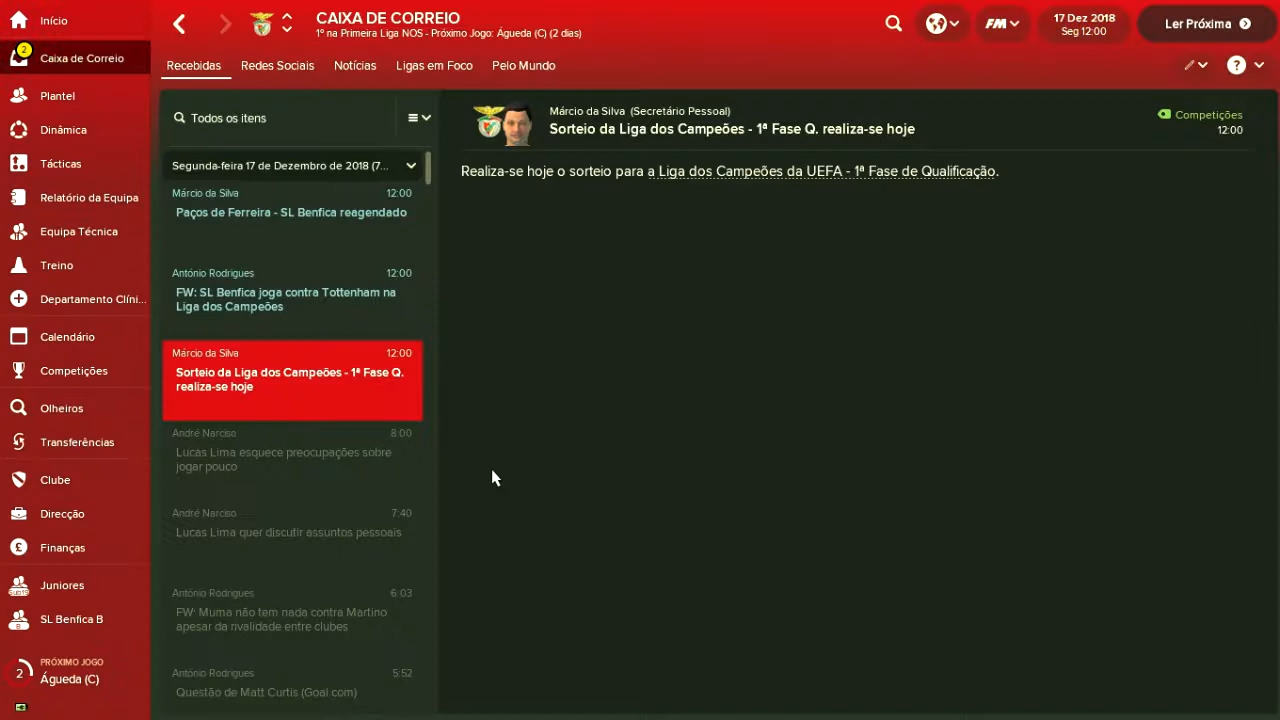 Início
2
Caixa de Correio
Plantel
Dinâmica
Tácticas
Relatório da Equipa
Equipa Técnica
Treino
Departamento Clíni...
Calendário
Competições
Olheiros
Transferências
Clube
Direcção
Finanças
Juniores
Sub19
SL Benfica B
B
2
PRÓXIMO JOGO
Águeda (C)
CAIXA DE CORREIO
1º na Primeira Liga NOS - Próximo Jogo: Águeda (C) (2 dias)
FM
17 Dez 2018
Seg 12:00
Ler Próxima
Recebidas
Redes Sociais
Notícias
Ligas em Foco
Pelo Mundo
?
Todos os itens
Segunda-feira 17 de Dezembro de 2018 (7...
Márcio da Silva 12:00
Paços de Ferreira - SL Benfica reagendado
António Rodrigues 12:00
FW: SL Benfica joga contra Tottenham na
Liga dos Campeões
Márcio da Silva 12:00
Sorteio da Liga dos Campeões - 1ª Fase Q.
realiza-se hoje
André Narciso 8:00
Lucas Lima esquece preocupações sobre
jogar pouco
André Narciso 7:40
Lucas Lima quer discutir assuntos pessoais
António Rodrigues 6:03
FW: Muma não tem nada contra Martino
apesar da rivalidade entre clubes
António Rodrigues 5:52
Questão de Matt Curtis (Goal.com)
Márcio da Silva (Secretário Pessoal)
Sorteio da Liga dos Campeões - 1ª Fase Q. realiza-se hoje
Competições
12:00
Realiza-se hoje o sorteio para a Liga dos Campeões da UEFA - 1ª Fase de Qualificação.